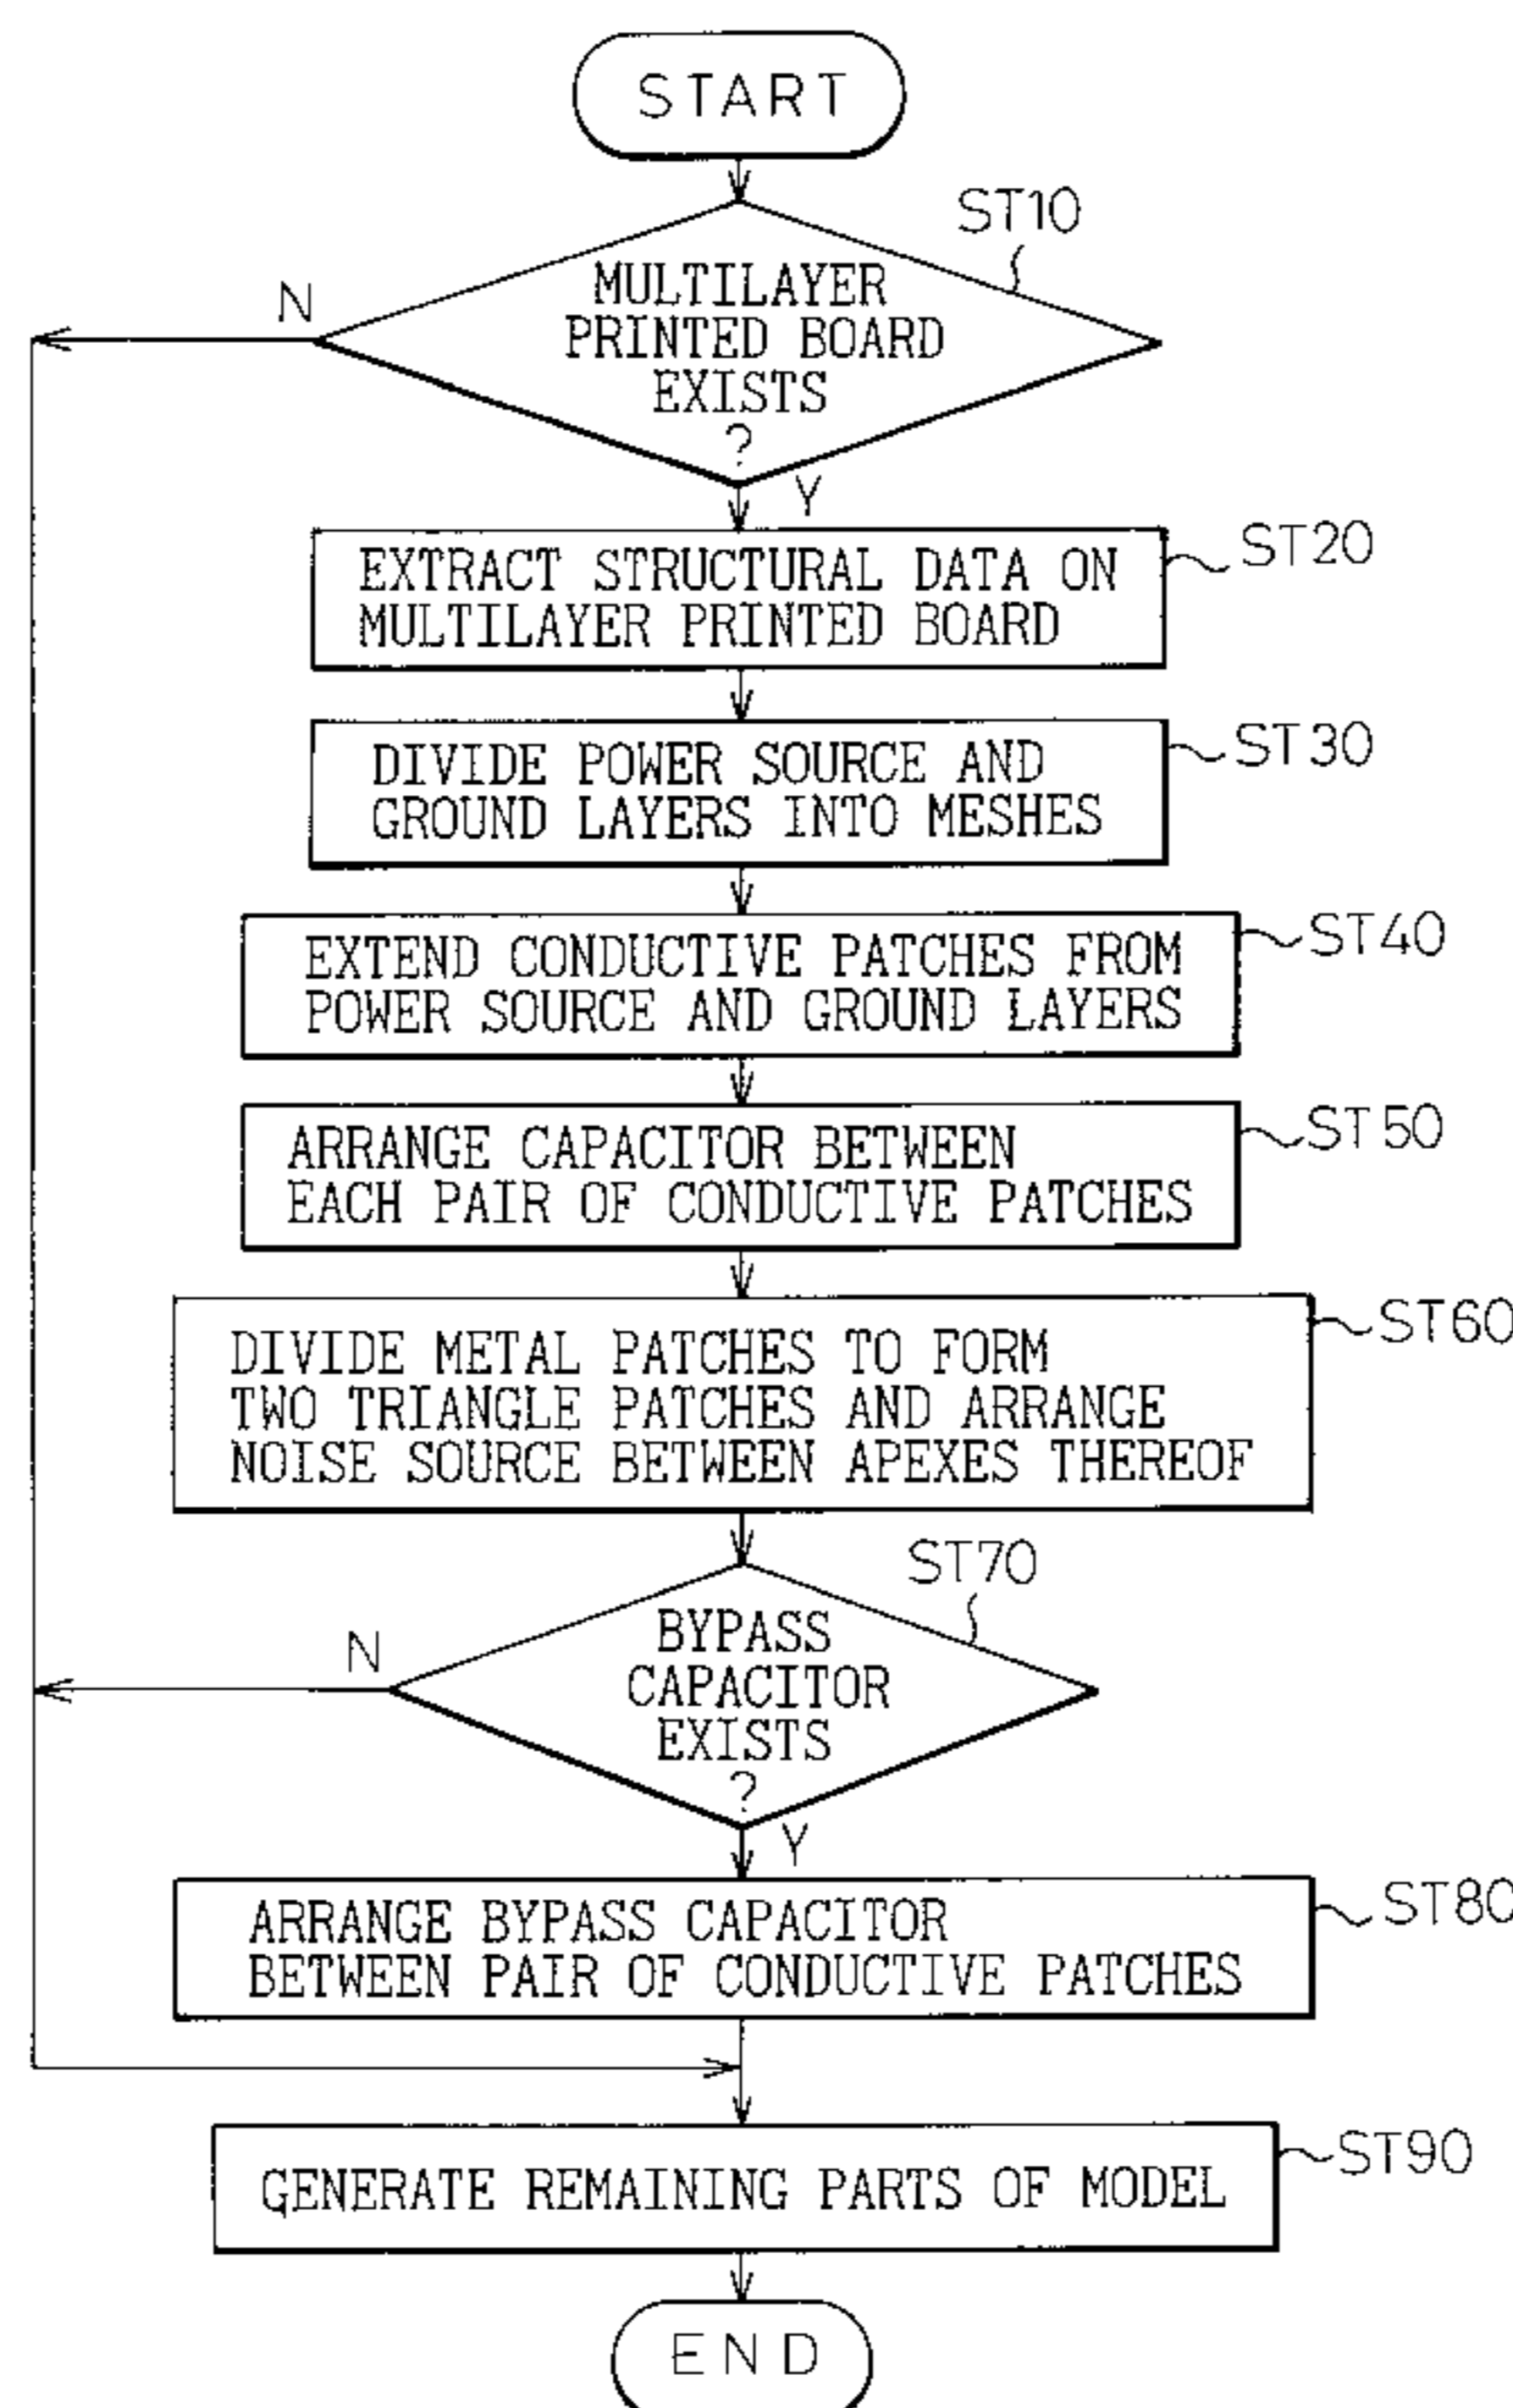 START
ST10
N
MULTILAYER
PRINTED BOARD
EXISTS
?
Y
EXTRACT STRUCTURAL DATA ON
MULTILAYER PRINTED BOARD
ST20
DIVIDE POWER SOURCE AND
GROUND LAYERS INTO MESHES
ST30
EXTEND CONDUCTIVE PATCHES FROM
POWER SOURCE AND GROUND LAYERS
ST40
ARRANGE CAPACITOR BETWEEN
EACH PAIR OF CONDUCTIVE PATCHES
ST50
DIVIDE METAL PATCHES TO FORM
TWO TRIANGLE PATCHES AND ARRANGE
NOISE SOURCE BETWEEN APEXES THEREOF
ST60
ST70
N
BYPASS
CAPACITOR
EXISTS
?
Y
ARRANGE BYPASS CAPACITOR
BETWEEN PAIR OF CONDUCTIVE PATCHES
ST80
GENERATE REMAINING PARTS OF MODEL
ST90
END